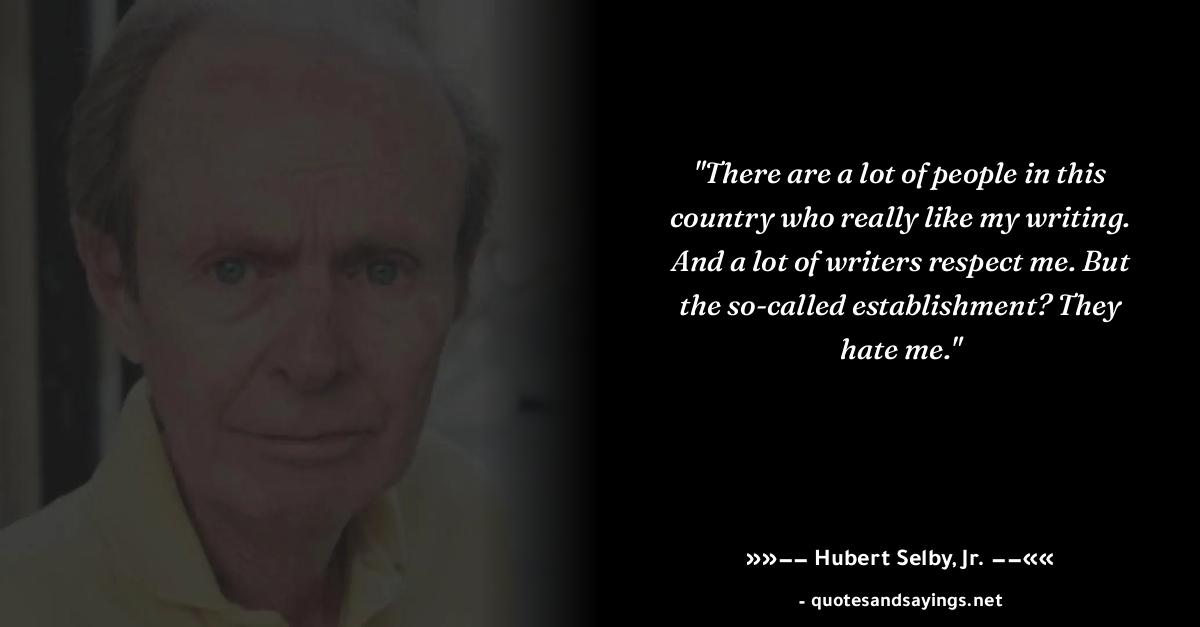 "There are a lot of people in this
country who really like my writing.
And a lot of writers respect me. But
the so-called establishment? They
hate me."
»»−− Hubert Selby, Jr. −−««
- quotesandsayings.net